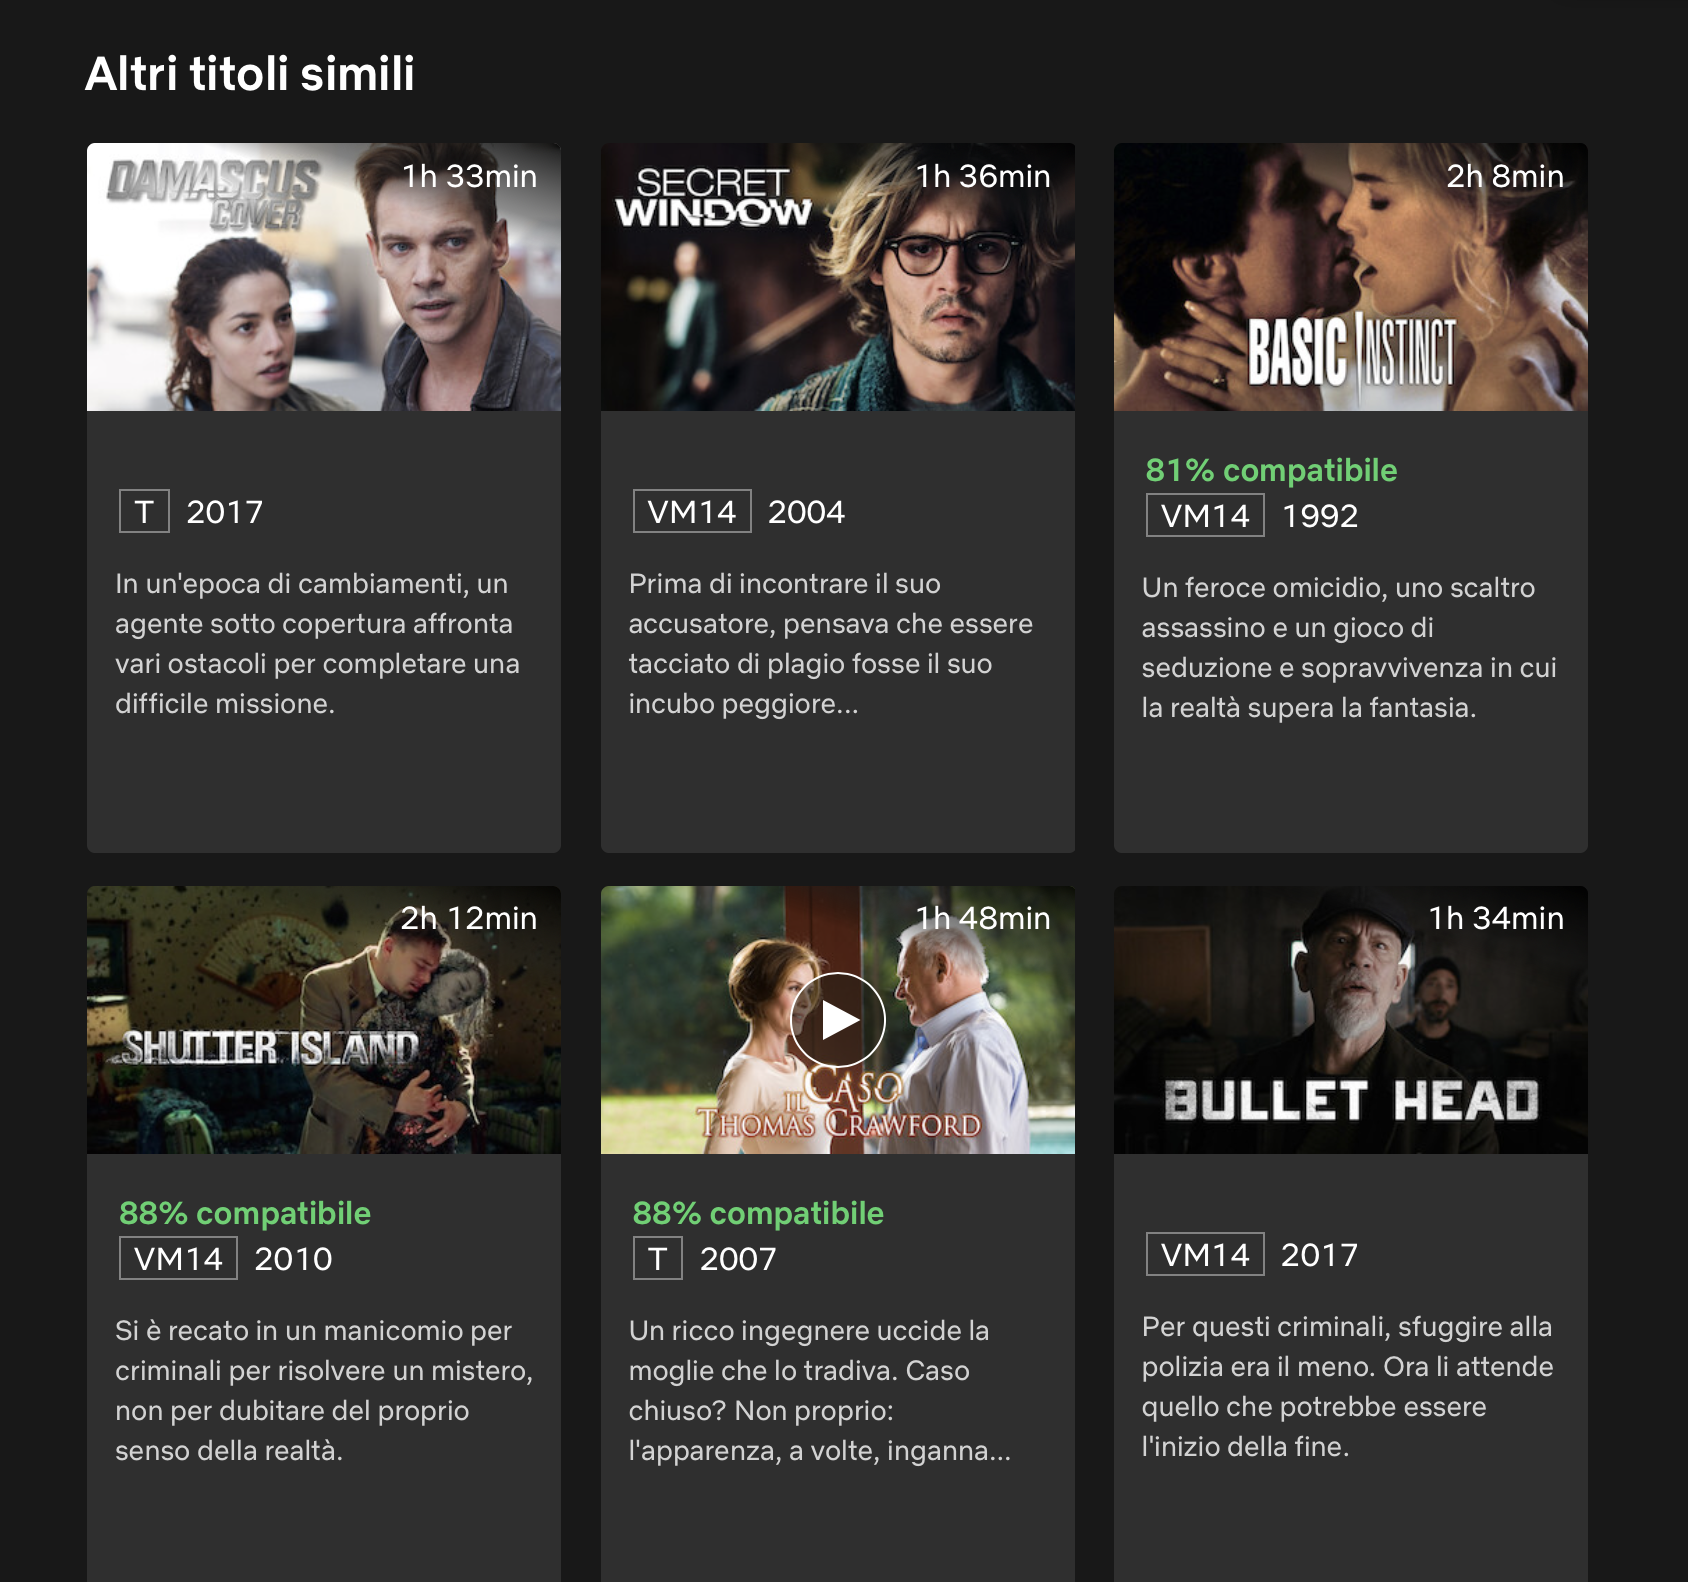 Altri titoli simili
DAMASCUS
COVER
1h 33min
T 2017
In un'epoca di cambiamenti, un
agente sotto copertura affronta
vari ostacoli per completare una
difficile missione.
SECRET
WINDOW
1h 36min
VM14 2004
Prima di incontrare il suo
accusatore, pensava che essere
tacciato di plagio fosse il suo
incubo peggiore...
2h 8min
BASIC INSTINCT
81% compatibile
VM14 1992
Un feroce omicidio, uno scaltro
assassino e un gioco di
seduzione e sopravvivenza in cui
la realtà supera la fantasia.
2h 12min
SHUTTER ISLAND
88% compatibile
VM14 2010
Si è recato in un manicomio per
criminali per risolvere un mistero,
non per dubitare del proprio
senso della realtà.
1h 48min
IL CASO
THOMAS CRAWFORD
88% compatibile
T 2007
Un ricco ingegnere uccide la
moglie che lo tradiva. Caso
chiuso? Non proprio:
l'apparenza, a volte, inganna...
1h 34min
BULLET HEAD
VM14 2017
Per questi criminali, sfuggire alla
polizia era il meno. Ora li attende
quello che potrebbe essere
l'inizio della fine.